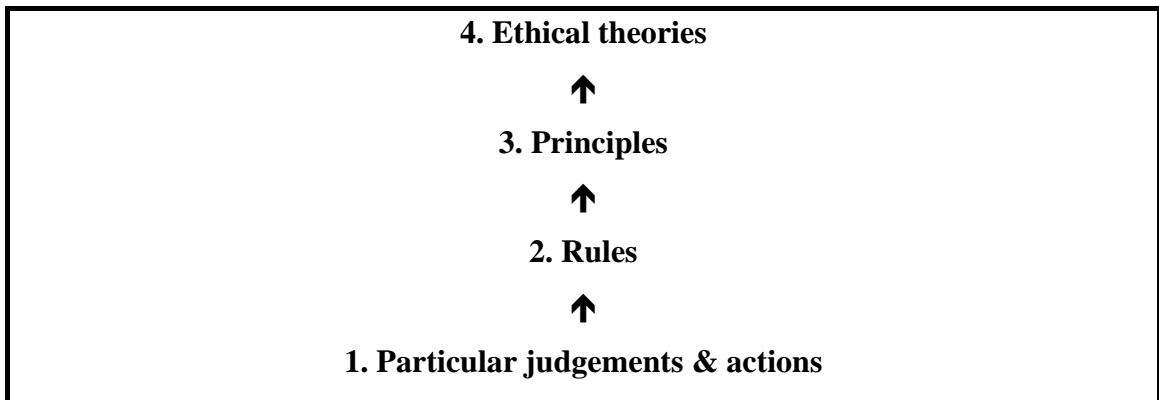 4. Ethical theories
↑
3. Principles
↑
2. Rules
↑
1. Particular judgements & actions